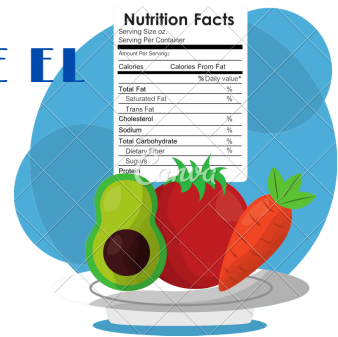 Nutrition Facts
Serving Size oz.
Serving Per Container
Amount Per Serving:
Calories Calories From Fat
% Daily value*
Total Fat %
Saturated Fat %
Trans Fat
Cholesterol %
Sodium %
Total Carbohydrate %
Dietary Fiber %
Sugars
Protein
E EL
Canva